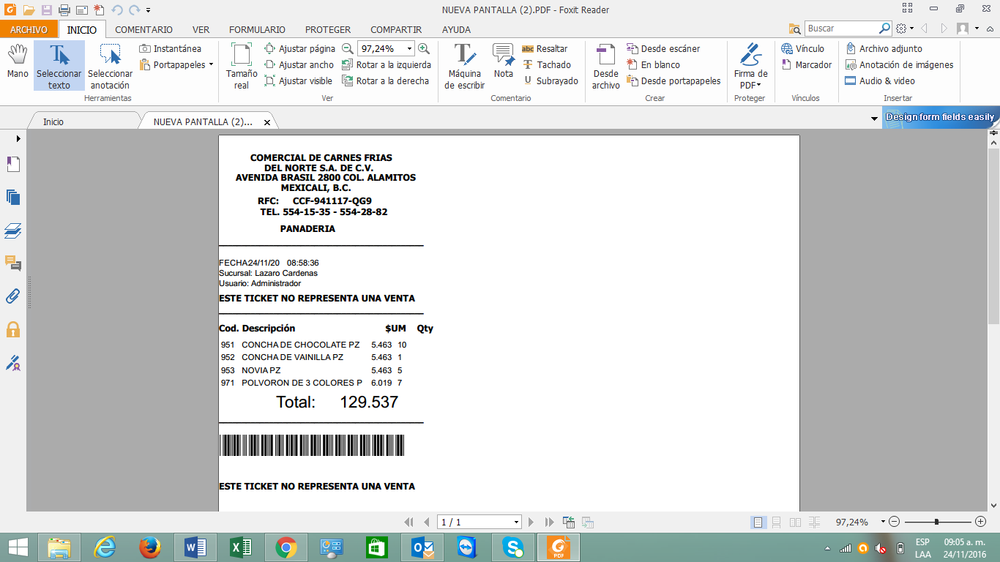 NUEVA PANTALLA (2).PDF - Foxit Reader
ARCHIVO INICIO COMENTARIO VER FORMULARIO PROTEGER COMPARTIR AYUDA Buscar
Mano
Seleccionar texto
Seleccionar anotación
Instantánea
Portapapeles
Herramientas
Tamaño real
Ajustar página
Ajustar ancho
Ajustar visible
97,24%
Rotar a la izquierda
Rotar a la derecha
Ver
Máquina de escribir
Nota
abc Resaltar
T Tachado
U Subrayado
Comentario
Desde archivo
Desde escáner
En blanco
Desde portapapeles
Crear
Firma de PDF
Proteger
Vínculo
Marcador
Vínculos
Archivo adjunto
Anotación de imágenes
Audio & video
Insertar
Inicio
NUEVA PANTALLA (2)...
Design form fields easily
COMERCIAL DE CARNES FRIAS
DEL NORTE S.A. DE C.V.
AVENIDA BRASIL 2800 COL. ALAMITOS
MEXICALI, B.C.
RFC: CCF-941117-QG9
TEL. 554-15-35 - 554-28-82
PANADERIA
FECHA24/11/20 08:58:36
Sucursal: Lazaro Cardenas
Usuario: Administrador
ESTE TICKET NO REPRESENTA UNA VENTA
Cod. Descripción $UM Qty
951 CONCHA DE CHOCOLATE PZ 5.463 10
952 CONCHA DE VAINILLA PZ 5.463 1
953 NOVIA PZ 5.463 5
971 POLVORON DE 3 COLORES P 6.019 7
Total: 129.537
ESTE TICKET NO REPRESENTA UNA VENTA
1 / 1
97,24%
ESP
LAA
09:05 a. m.
24/11/2016